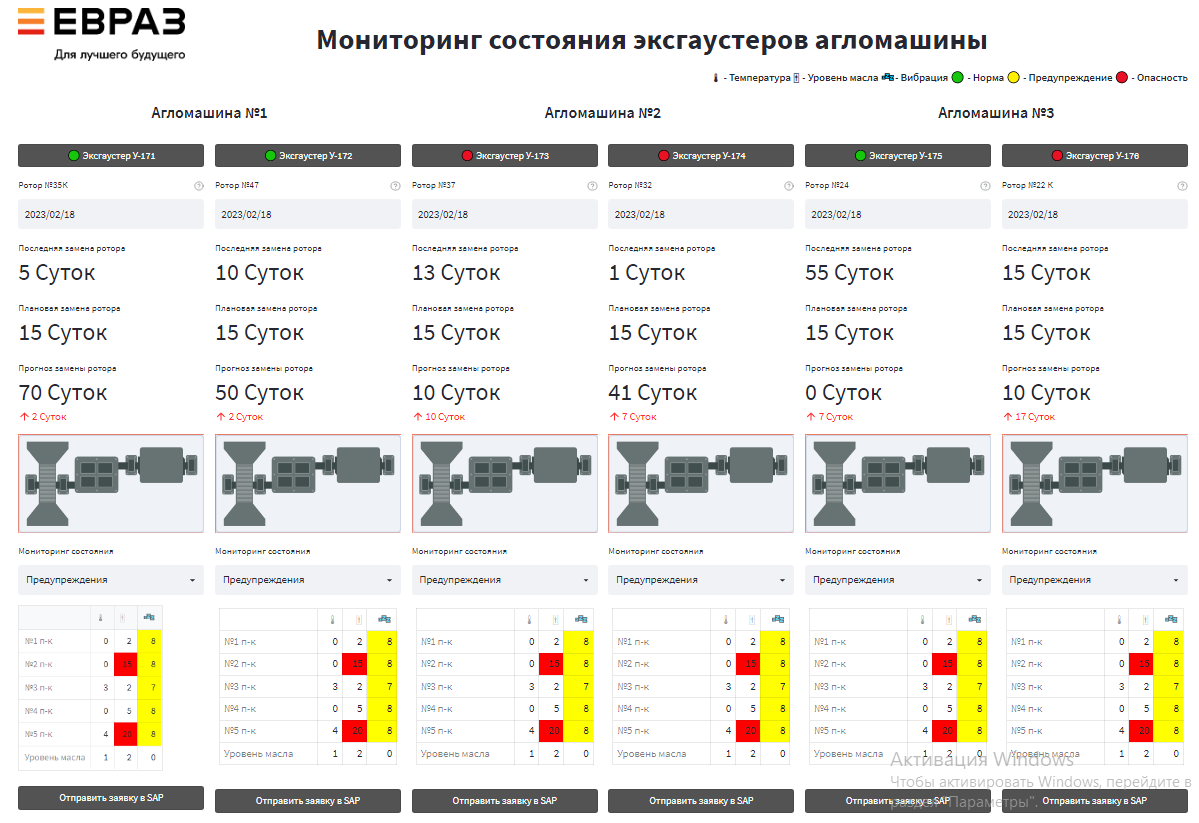 ЕВРАЗ
Для лучшего будущего
Мониторинг состояния эксгаустеров агломашины
- Температура - Уровень масла - Вибрация - Норма - Предупреждение - Опасность
Агломашина №1 Агломашина №2 Агломашина №3
Эксгаустер У-171 Эксгаустер У-172 Эксгаустер У-173 Эксгаустер У-174 Эксгаустер У-175 Эксгаустер У-176
Ротор №35К Ротор №47 Ротор №37 Ротор №32 Ротор №24 Ротор №22 К
2023/02/18 2023/02/18 2023/02/18 2023/02/18 2023/02/18 2023/02/18
Последняя замена ротора Последняя замена ротора Последняя замена ротора Последняя замена ротора Последняя замена ротора Последняя замена ротора
5 Суток 10 Суток 13 Суток 1 Суток 55 Суток 15 Суток
Плановая замена ротора Плановая замена ротора Плановая замена ротора Плановая замена ротора Плановая замена ротора Плановая замена ротора
15 Суток 15 Суток 15 Суток 15 Суток 15 Суток 15 Суток
Прогноз замены ротора Прогноз замены ротора Прогноз замены ротора Прогноз замены ротора Прогноз замены ротора Прогноз замены ротора
70 Суток 50 Суток 10 Суток 41 Суток 0 Суток 10 Суток
↑ 2 Суток ↑ 2 Суток ↑ 10 Суток ↑ 7 Суток ↑ 7 Суток ↑ 17 Суток
Мониторинг состояния Мониторинг состояния Мониторинг состояния Мониторинг состояния Мониторинг состояния Мониторинг состояния
Предупреждения Предупреждения Предупреждения Предупреждения Предупреждения Предупреждения
№1 п-к 0 2 8 №1 п-к 0 2 8 №1 п-к 0 2 8 №1 п-к 0 2 8 №1 п-к 0 2 8 №1 п-к 0 2 8
№2 п-к 0 15 8 №2 п-к 0 15 8 №2 п-к 0 15 8 №2 п-к 0 15 8 №2 п-к 0 15 8 №2 п-к 0 15 8
№3 п-к 3 2 7 №3 п-к 3 2 7 №3 п-к 3 2 7 №3 п-к 3 2 7 №3 п-к 3 2 7 №3 п-к 3 2 7
№4 п-к 0 5 8 №4 п-к 0 5 8 №4 п-к 0 5 8 №4 п-к 0 5 8 №4 п-к 0 5 8 №4 п-к 0 5 8
№5 п-к 4 20 8 №5 п-к 4 20 8 №5 п-к 4 20 8 №5 п-к 4 20 8 №5 п-к 4 20 8 №5 п-к 4 20 8
Уровень масла 1 2 0 Уровень масла 1 2 0 Уровень масла 1 2 0 Уровень масла 1 2 0 Уровень масла 1 2 0 Уровень масла 1 2 0
Отправить заявку в SAP Отправить заявку в SAP Отправить заявку в SAP Отправить заявку в SAP Отправить заявку в SAP Отправить заявку в SAP
Активация Windows
Чтобы активировать Windows, перейдите в
раздел "Параметры".